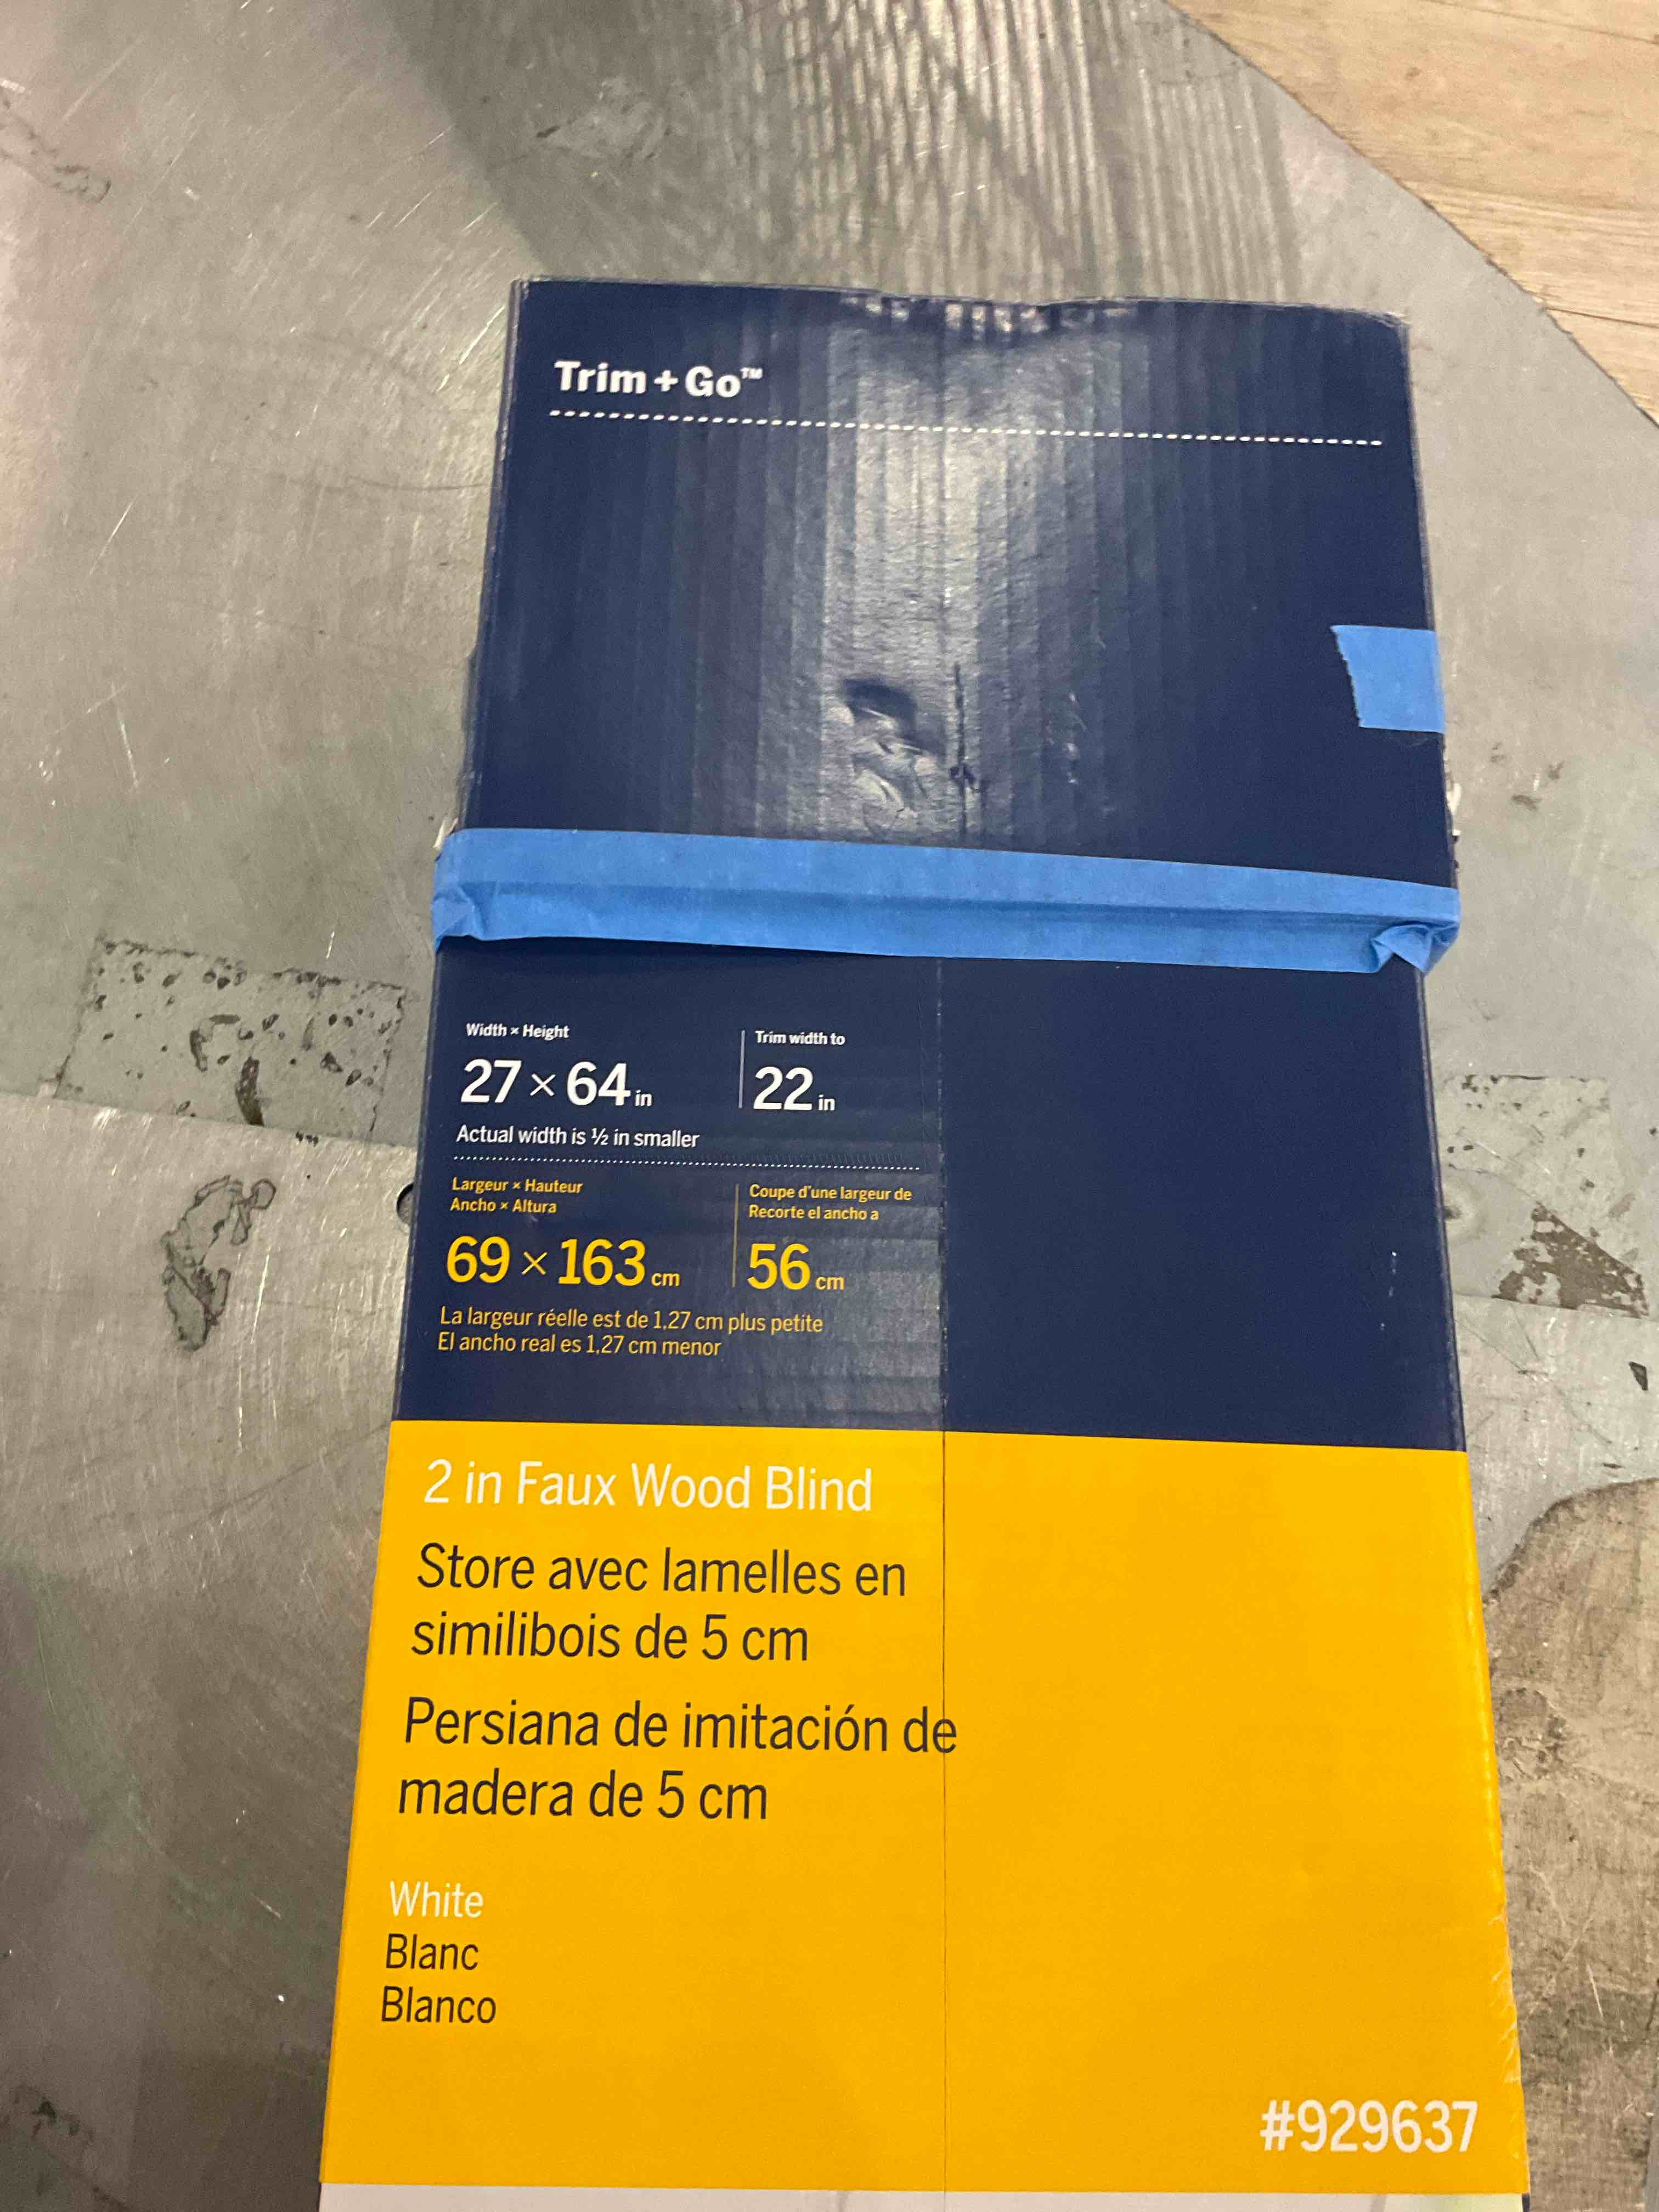 Trim + Go™
Width × Height
27 × 64 in
Actual width is ½ in smaller
Trim width to
22 in
Largeur × Hauteur
Ancho × Altura
69 × 163 cm
Coupe d'une largeur de
Recorte el ancho a
56 cm
La largeur réelle est de 1,27 cm plus petite
El ancho real es 1,27 cm menor
2 in Faux Wood Blind
Store avec lamelles en
similibois de 5 cm
Persiana de imitación de
madera de 5 cm
White
Blanc
Blanco
#929637